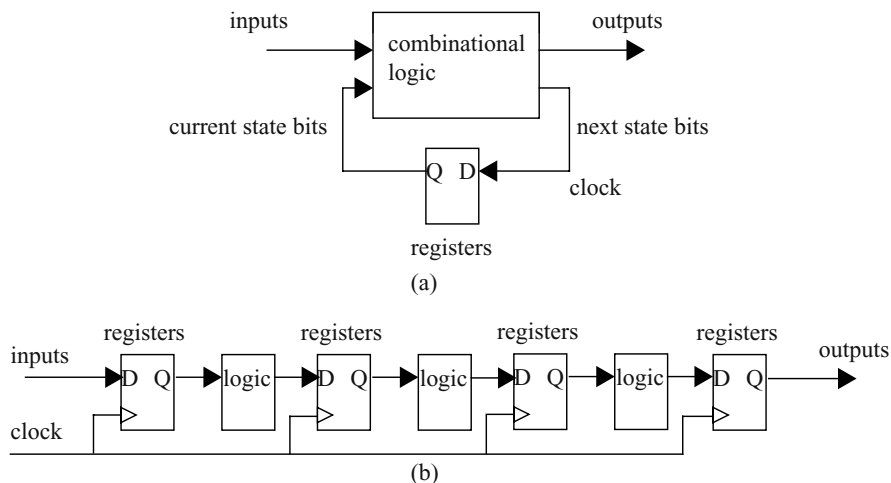 inputs
outputs
combinational
logic
current state bits
next state bits
Q D
clock
registers
(a)
registers registers registers registers
inputs
outputs
D Q logic D Q logic D Q logic D Q
clock
(b)